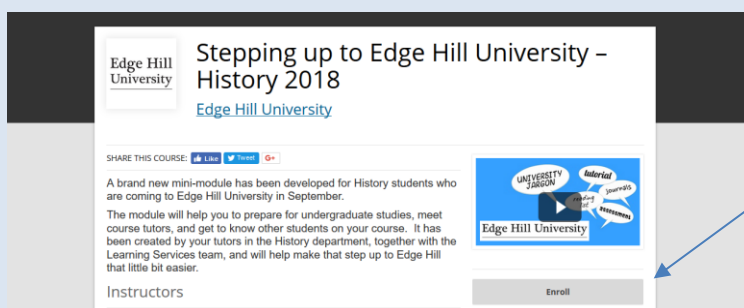 Edge Hill
University
Stepping up to Edge Hill University –
History 2018
Edge Hill University
SHARE THIS COURSE: Like Tweet G+
A brand new mini-module has been developed for History students who
are coming to Edge Hill University in September.
The module will help you to prepare for undergraduate studies, meet
course tutors, and get to know other students on your course.  It has
been created by your tutors in the History department, together with the
Learning Services team, and will help make that step up to Edge Hill
that little bit easier.
Instructors
UNIVERSITY
JARGON
tutorial
journals
reading
list
assessment
Edge Hill University
Enroll